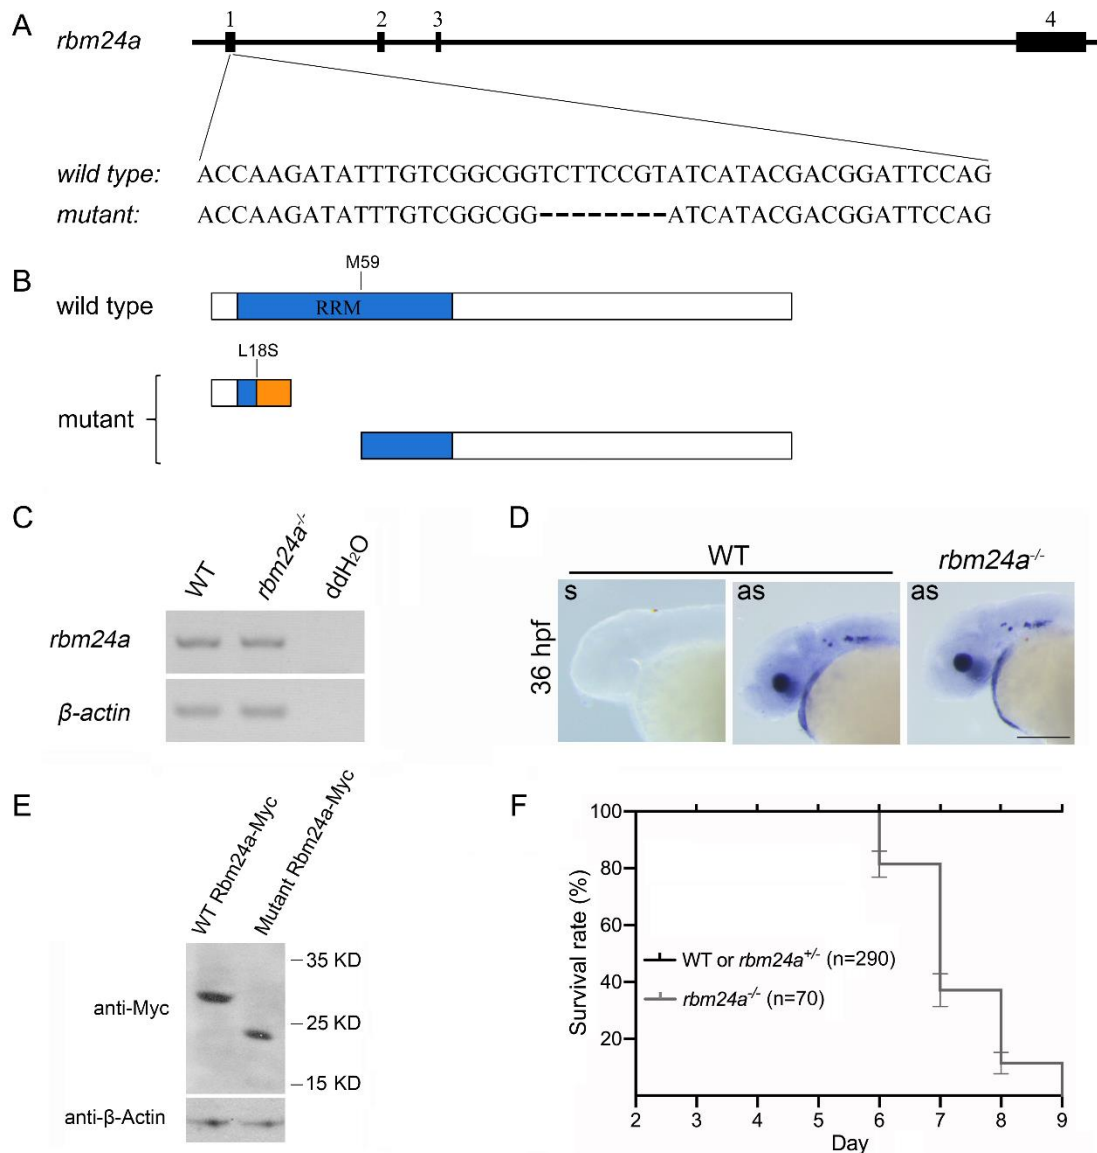 A
rbm24a
1 2 3 4
wild type: ACCAAGATATTTGTCGGCGGTCTTCCGTATCATACGACGGATTCCAG
mutant: ACCAAGATATTTGTCGGCGG--------ATCATACGACGGATTCCAG
B
M59
wild type
RRM
L18S
mutant
C
WT rbm24a-/- ddH2O
rbm24a
β-actin
D
WT rbm24a-/-
s as as
36 hpf
E
WT Rbm24a-Myc
Mutant Rbm24a-Myc
35 KD
anti-Myc
25 KD
15 KD
anti-β-Actin
F
Survival rate (%)
100
80
60
40
20
WT or rbm24a+/- (n=290)
rbm24a-/- (n=70)
2 3 4 5 6 7 8 9
Day